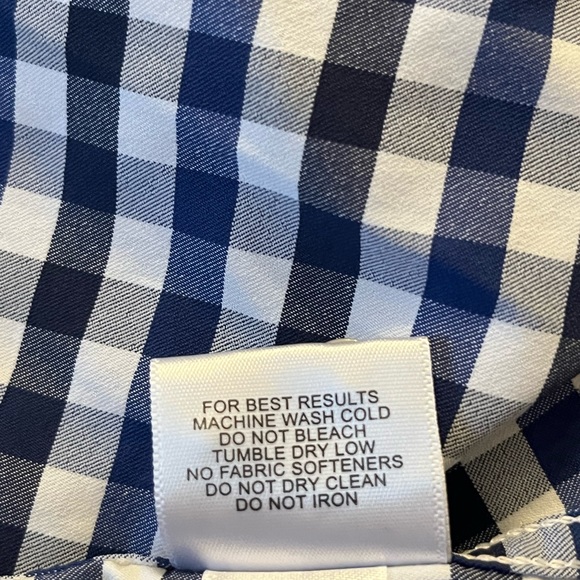 FOR BEST RESULTS
MACHINE WASH COLD
DO NOT BLEACH
TUMBLE DRY LOW
NO FABRIC SOFTENERS
DO NOT DRY CLEAN
DO NOT IRON